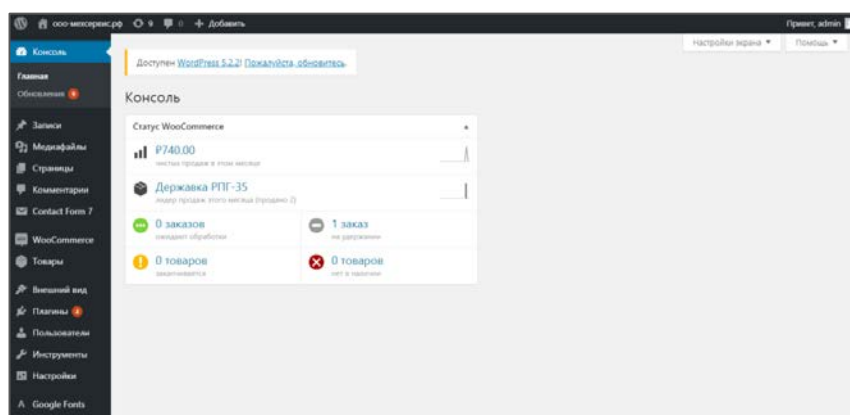 ооо-мехсервис.рф 9 0 + Добавить Привет, admin
Настройки экрана Помощь
Консоль
Главная
Обновления
Записи
Медиафайлы
Страницы
Комментарии
Contact Form 7
WooCommerce
Товары
Внешний вид
Плагины
Пользователи
Инструменты
Настройки
Google Fonts
Доступен WordPress 5.2.2! Пожалуйста, обновитесь.
Консоль
Статус WooCommerce
₽740.00
чистых продаж в этом месяце
Державка РПГ-35
лидер продаж этого месяца (продано 2)
0 заказов
ожидают обработки
1 заказ
на удержании
0 товаров
заканчивается
0 товаров
нет в наличии